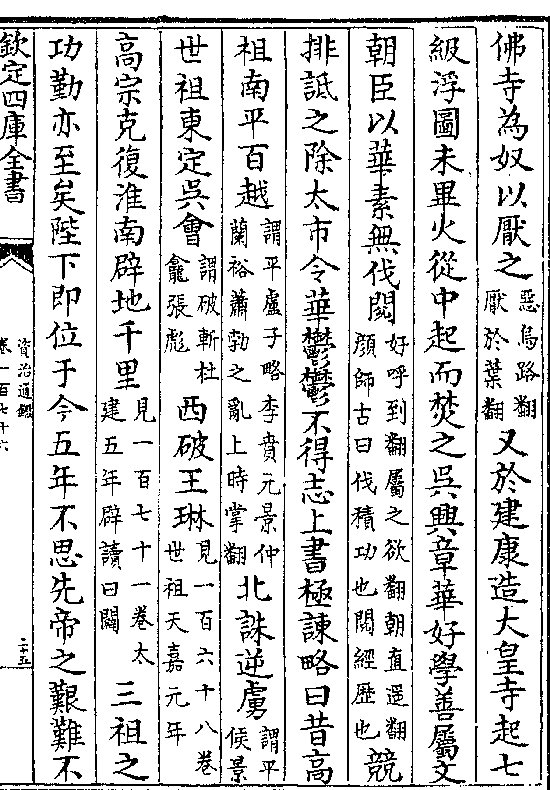 佛寺為奴以厭之惡烏路翻厭於葉翻又於建康造大皇寺起七
級浮圖未畢火從中起而焚之吳興章華好學善屬文
好呼到翻屬之欲翻朝直遥翻
朝臣以華素無伐閲顔師古曰伐積功也閲經歷也競
排詆之除太市令華鬱鬱不得志上書極諫略曰昔高
祖南平百越謂平盧子略李賁元景仲蘭裕蕭勃之亂上時掌翻北誅逆虜謂平侯景
世祖東定吳會謂破斬杜龕張彪西破王琳見一百六十八卷世祖天嘉元年
高宗克復淮南辟地千里見一百七十一卷太建五年辟讀曰闢三祖之
功勤亦至矣陛下即位于今五年不思先帝之艱難不
欽定四庫全書
資治通鑑
卷一百七十六
二十五